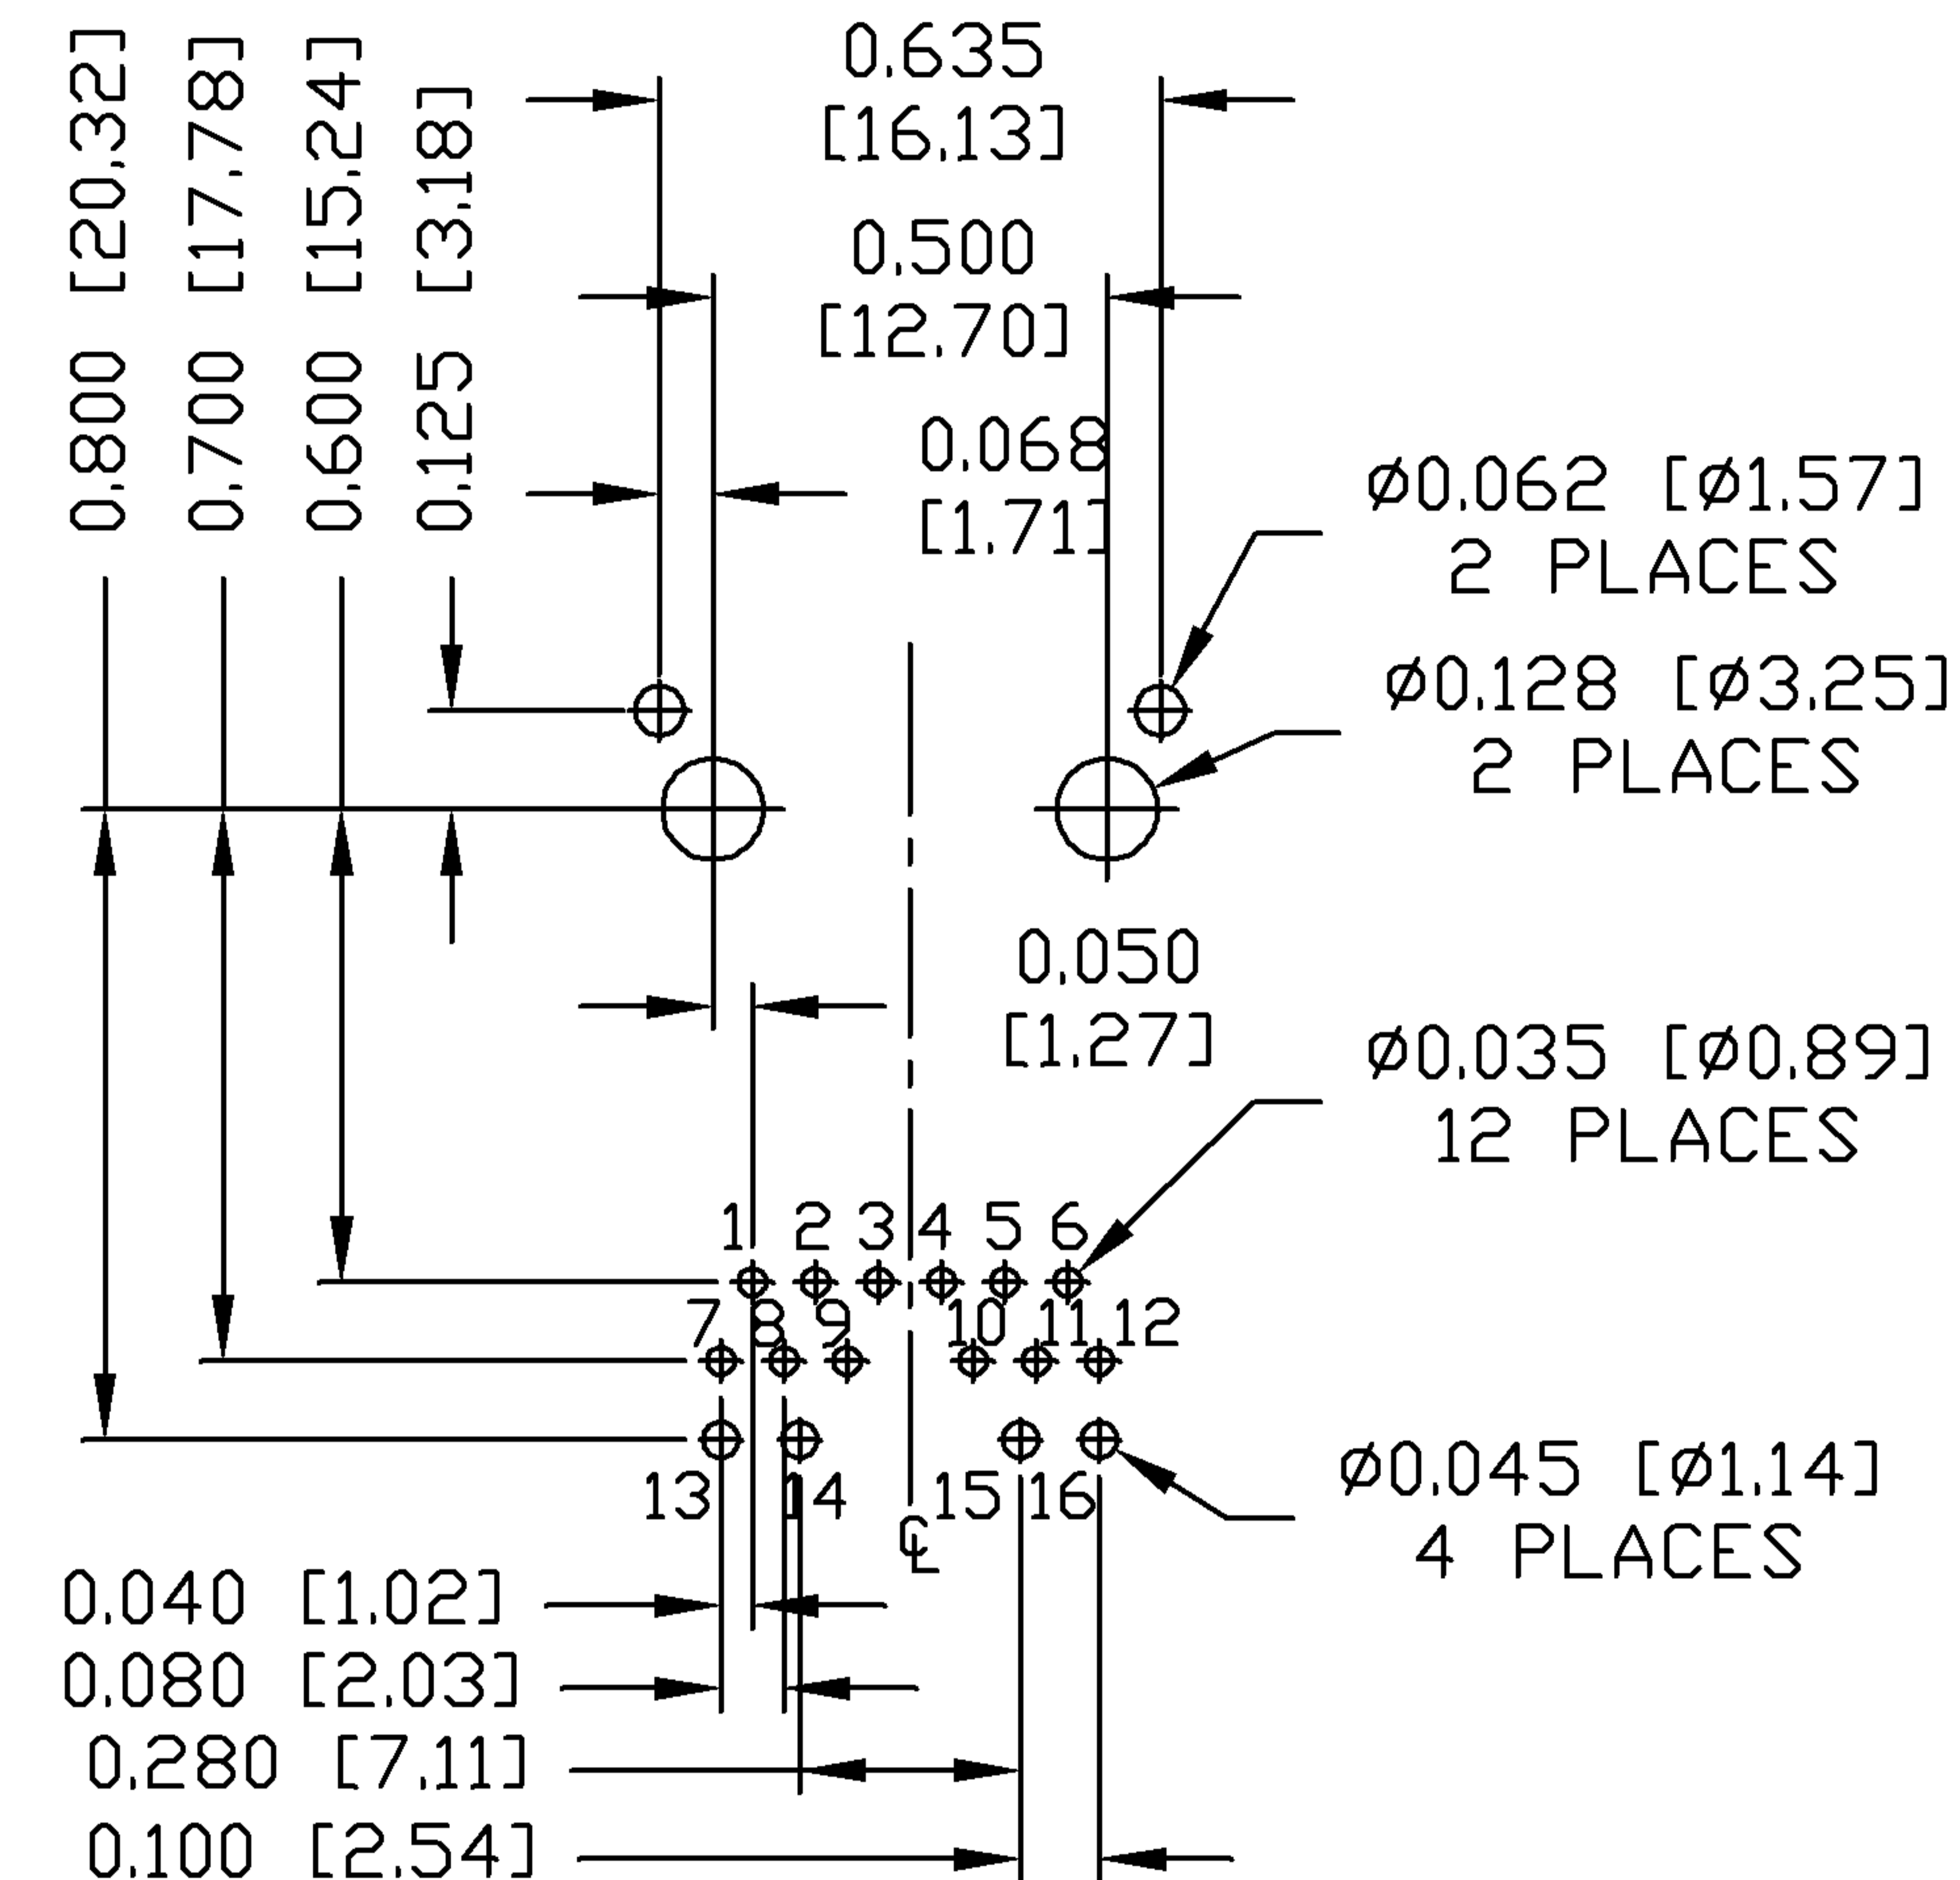 0.800 [20.32]
0.700 [17.78]
0.600 [15.24]
0.125 [3.18]
0.635
[16.13]
0.500
[12.70]
0.068
[1.71]
Ø0.062 [Ø1.57]
2 PLACES
Ø0.128 [Ø3.25]
2 PLACES
0.050
[1.27]
Ø0.035 [Ø0.89]
12 PLACES
1 2 3 4 5 6
7 8 9 10 11 12
13 14 15 16
℄
Ø0.045 [Ø1.14]
4 PLACES
0.040 [1.02]
0.080 [2.03]
0.280 [7.11]
0.100 [2.54]